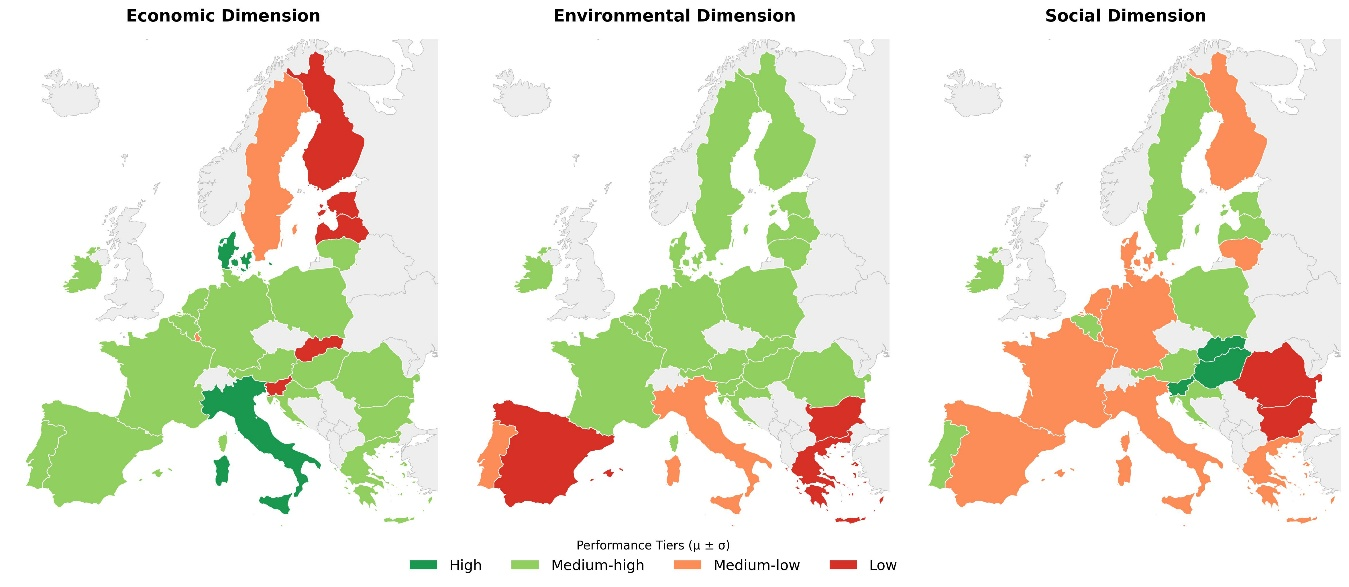 Economic Dimension
Environmental Dimension
Social Dimension
Performance Tiers (μ ± σ)
High
Medium-high
Medium-low
Low